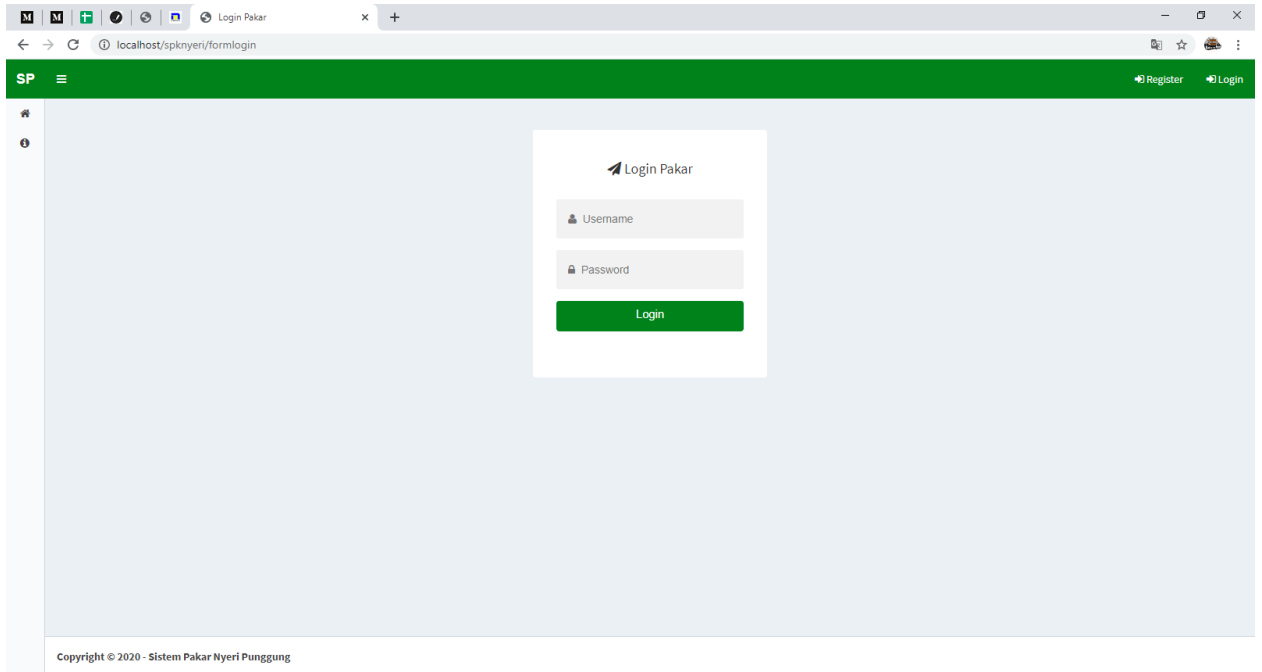 Login Pakar
localhost/spknyeri/formlogin
SP
Register
Login
Login Pakar
Username
Password
Login
Copyright © 2020 - Sistem Pakar Nyeri Punggung